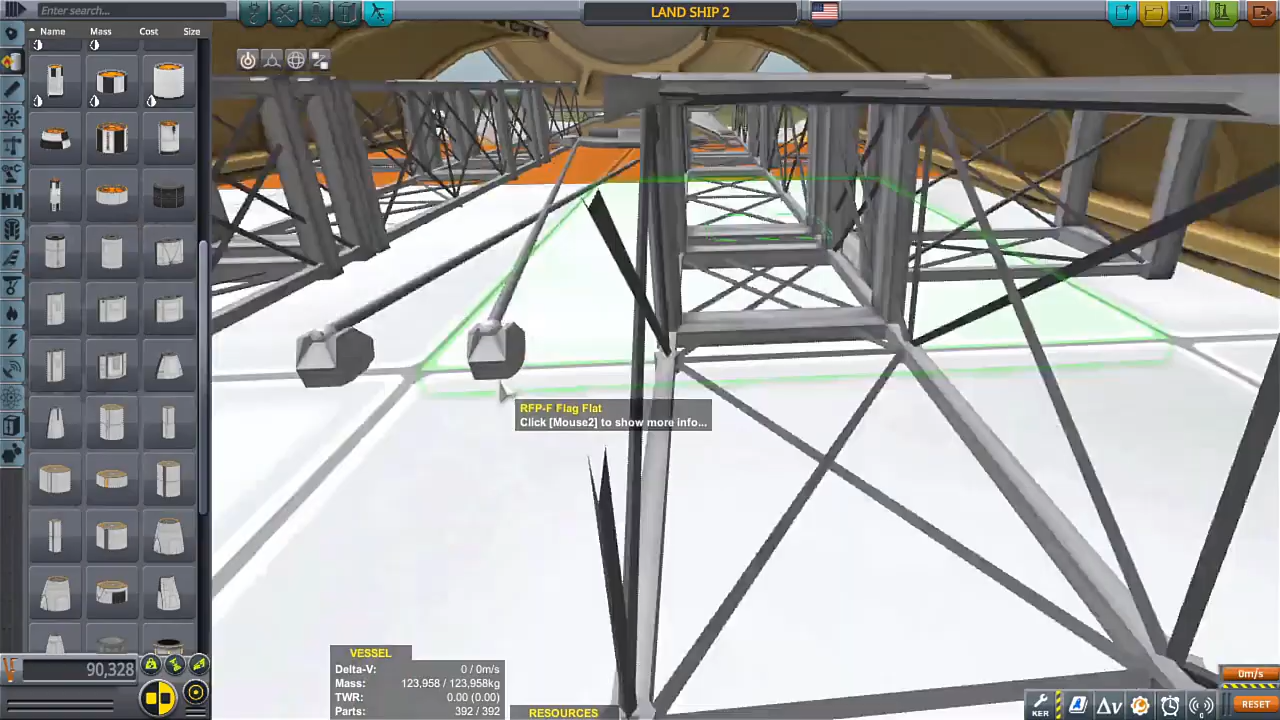 Enter search...
LAND SHIP 2
Name Mass Cost Size
RFP-F Flag Flat
Click [Mouse2] to show more info...
90,328
VESSEL
Delta-V: 0 / 0m/s
Mass: 123,958 / 123,958kg
TWR: 0.00 (0.00)
Parts: 392 / 392
RESOURCES
0m/s
KER
Δv
RESET